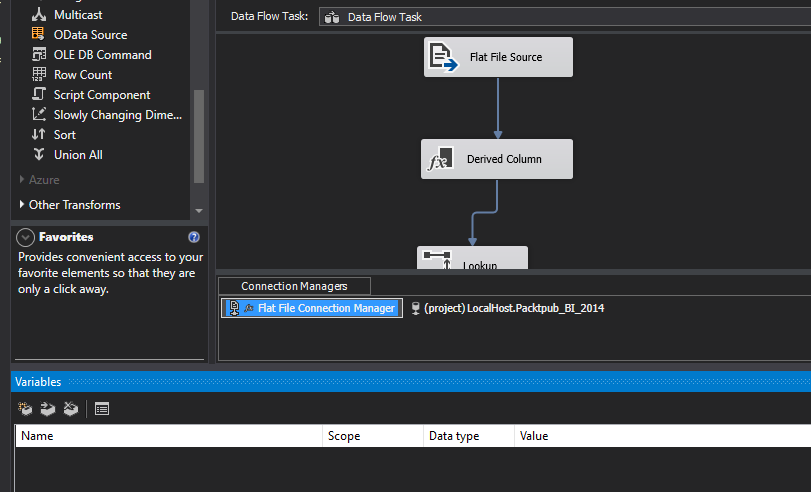 Multicast
OData Source
OLE DB Command
Row Count
Script Component
Slowly Changing Dime...
Sort
Union All
Azure
Other Transforms
Favorites
Provides convenient access to your
favorite elements so that they are
only a click away.
Data Flow Task: Data Flow Task
Flat File Source
Derived Column
Lookup
Connection Managers
Flat File Connection Manager (project) LocalHost.Packtpub_BI_2014
Variables
Name Scope Data type Value